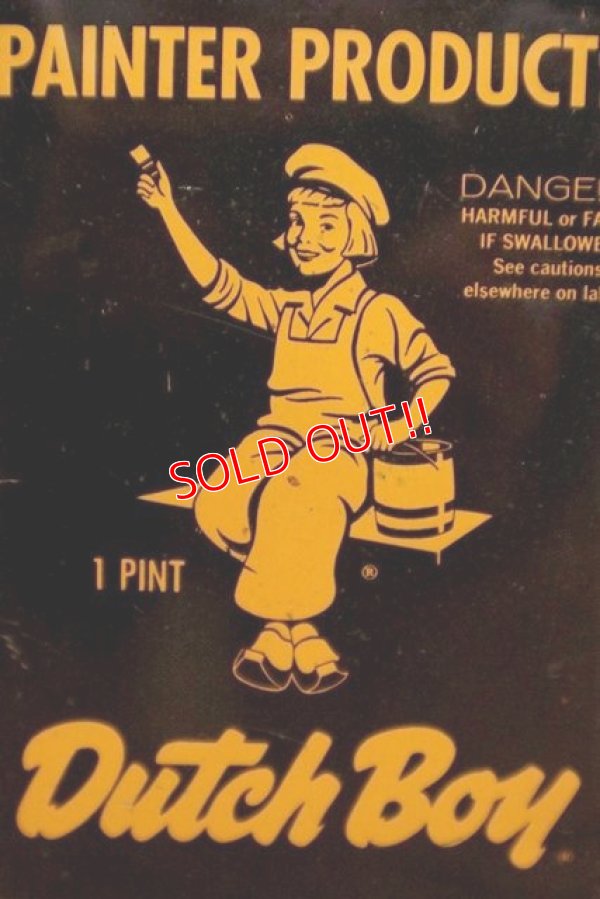 PAINTER PRODUCT
DANGE
HARMFUL or FA
IF SWALLOWE
See cautions
elsewhere on la
SOLD OUT!!
1 PINT
®
Dutch Boy